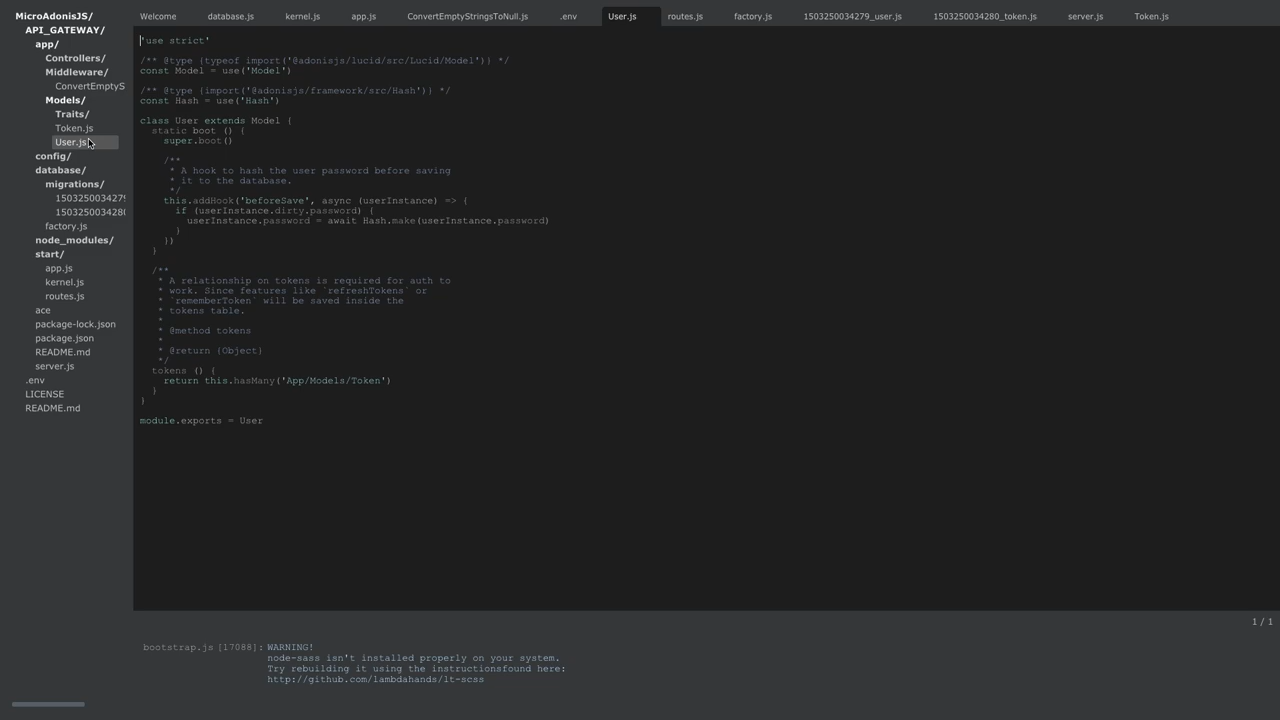 MicroAdonisJS/
API_GATEWAY/
app/
Controllers/
Middleware/
ConvertEmptyS
Models/
Traits/
Token.js
User.js
config/
database/
migrations/
1503250034279
1503250034280
factory.js
node_modules/
start/
app.js
kernel.js
routes.js
ace
package-lock.json
package.json
README.md
server.js
.env
LICENSE
README.md
Welcome database.js kernel.js app.js ConvertEmptyStringsToNull.js .env User.js routes.js factory.js 1503250034279_user.js 1503250034280_token.js server.js Token.js
'use strict'
/** @type {typeof import('@adonisjs/lucid/src/Lucid/Model')} */
const Model = use('Model')
/** @type {import('@adonisjs/framework/src/Hash')} */
const Hash = use('Hash')
class User extends Model {
static boot () {
super.boot()
/**
* A hook to hash the user password before saving
* it to the database.
*/
this.addHook('beforeSave', async (userInstance) => {
if (userInstance.dirty.password) {
userInstance.password = await Hash.make(userInstance.password)
}
})
}
/**
* A relationship on tokens is required for auth to
* work. Since features like `refreshTokens` or
* `rememberToken` will be saved inside the
* tokens table.
*
* @method tokens
*
* @return {Object}
*/
tokens () {
return this.hasMany('App/Models/Token')
}
}
module.exports = User
1 / 1
bootstrap.js [17088]: WARNING!
node-sass isn't installed properly on your system.
Try rebuilding it using the instructionsfound here:
http://github.com/lambdahands/lt-scss